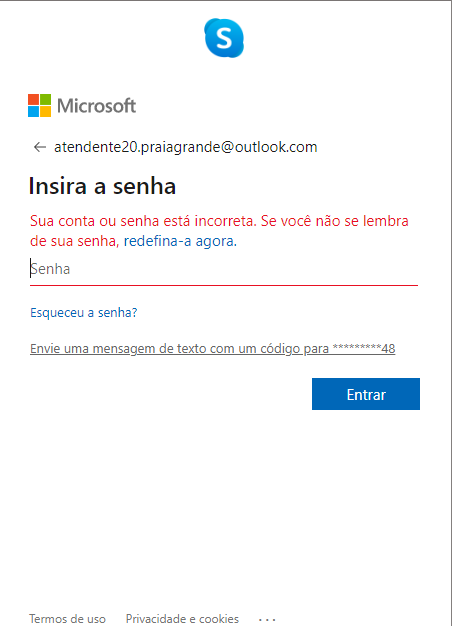 S
Microsoft
← atendente20.praiagrande@outlook.com
Insira a senha
Sua conta ou senha está incorreta. Se você não se lembra
de sua senha, redefina-a agora.
Senha
Esqueceu a senha?
Envie uma mensagem de texto com um código para *********48
Entrar
Termos de uso Privacidade e cookies ...